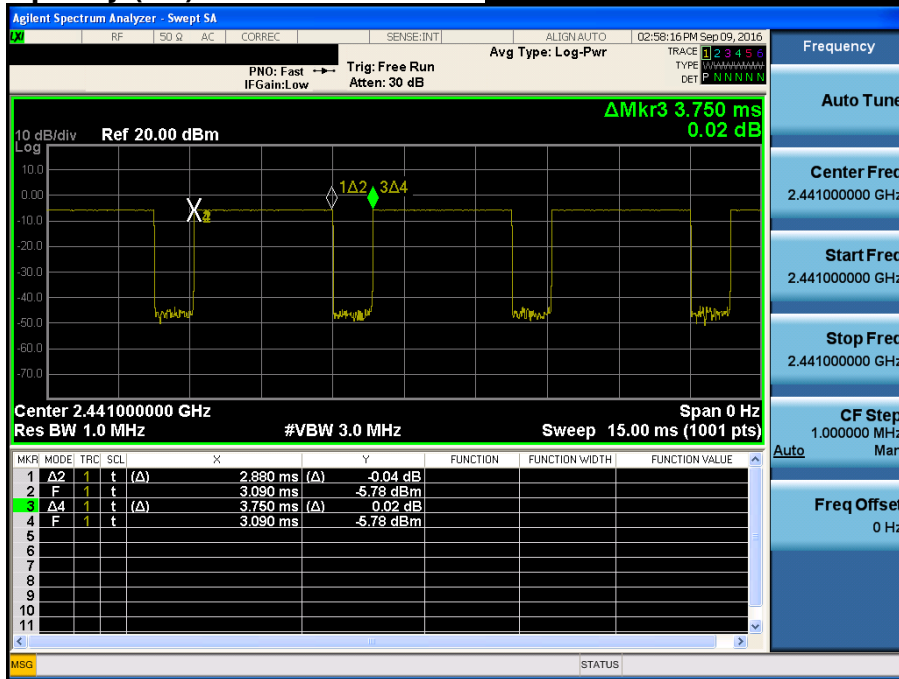 Agilent Spectrum Analyzer - Swept SA
LXI RF 50 Ω AC CORREC SENSE:INT ALIGN AUTO 02:58:16 PM Sep 09, 2016
Avg Type: Log-Pwr TRACE 1 2 3 4 5 6
PNO: Fast Trig: Free Run TYPE WWWWWW
IFGain:Low Atten: 30 dB DET P N N N N N
ΔMkr3 3.750 ms
0.02 dB
10 dB/div Ref 20.00 dBm
Log
10.0
1Δ2 3Δ4
0.00
-10.0
-20.0
-30.0
-40.0
-50.0
-60.0
-70.0
Center 2.441000000 GHz Span 0 Hz
Res BW 1.0 MHz #VBW 3.0 MHz Sweep 15.00 ms (1001 pts)
MKR MODE TRC SCL X Y FUNCTION FUNCTION WIDTH FUNCTION VALUE
1 Δ2 1 t (Δ) 2.880 ms (Δ) -0.04 dB
2 F 1 t 3.090 ms -5.78 dBm
3 Δ4 1 t (Δ) 3.750 ms (Δ) 0.02 dB
4 F 1 t 3.090 ms -5.78 dBm
5
6
7
8
9
10
11
MSG STATUS
Frequency
Auto Tune
Center Freq
2.441000000 GHz
Start Freq
2.441000000 GHz
Stop Freq
2.441000000 GHz
CF Step
1.000000 MHz
Auto Man
Freq Offset
0 Hz